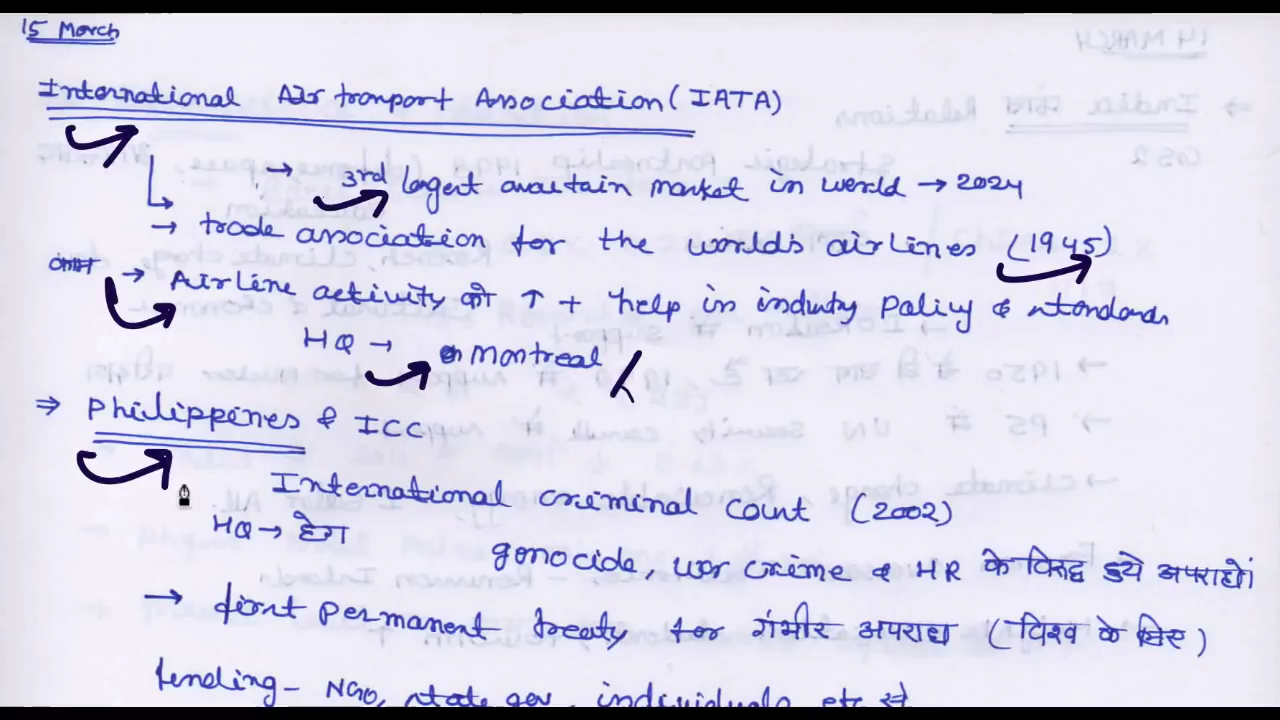 15 March
International Air tranport Association (IATA)
→ 3rd largest avaitain market in world → 2024
→ trade association for the world's airlines (1945)
→ Airline activity को ↑ + help in industry Policy & standards
HQ → Montreal
⇒ Philippines & ICC
International criminal court (2002)
HQ → हेग
genocide, war crime & HR के विरुद्ध हुये अपराधो।
→ first permanent treaty for गंभीर अपराध (विश्व के लिए)
funding - NGO, state gov, individuals etc से